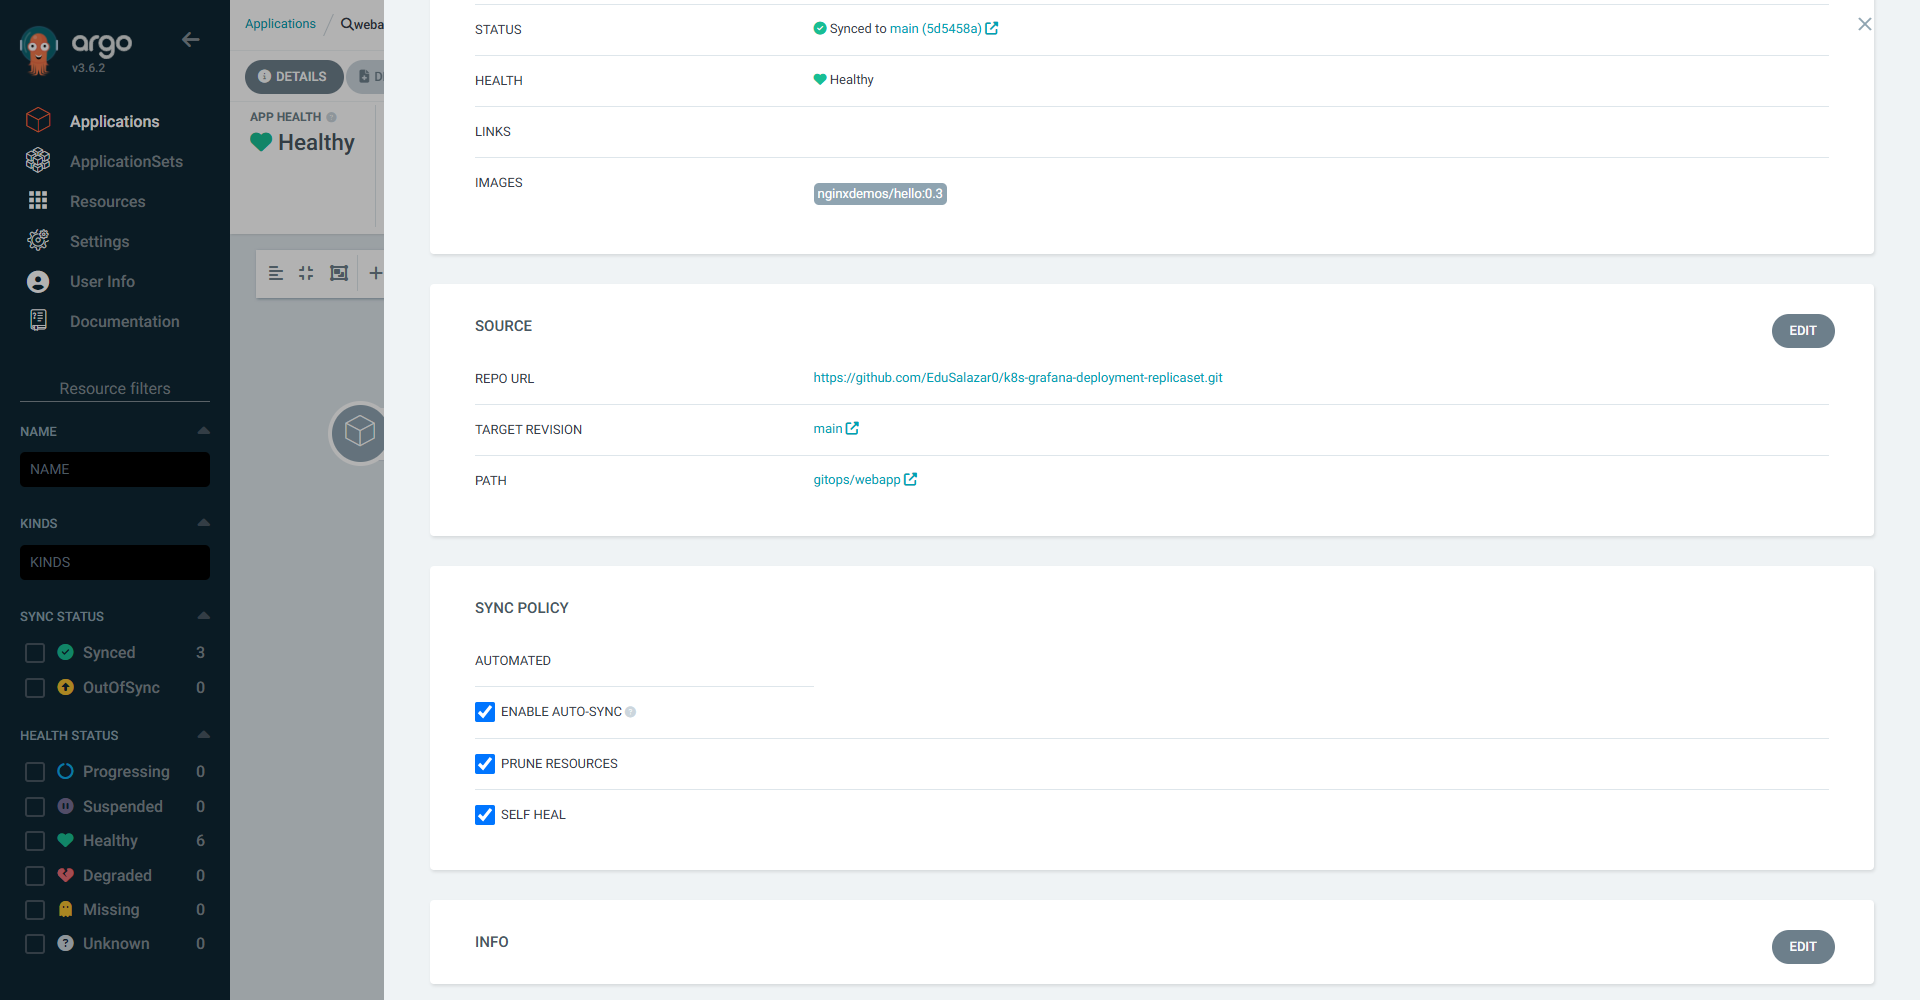 argo
v3.6.2
Applications
ApplicationSets
Resources
Settings
User Info
Documentation
Resource filters
NAME
NAME
KINDS
KINDS
SYNC STATUS
Synced 3
OutOfSync 0
HEALTH STATUS
Progressing 0
Suspended 0
Healthy 6
Degraded 0
Missing 0
Unknown 0
Applications / weba
DETAILS D
APP HEALTH
Healthy
STATUS Synced to main (5d5458a)
HEALTH Healthy
LINKS
IMAGES nginxdemos/hello:0.3
SOURCE EDIT
REPO URL https://github.com/EduSalazar0/k8s-grafana-deployment-replicaset.git
TARGET REVISION main
PATH gitops/webapp
SYNC POLICY
AUTOMATED
ENABLE AUTO-SYNC
PRUNE RESOURCES
SELF HEAL
INFO EDIT